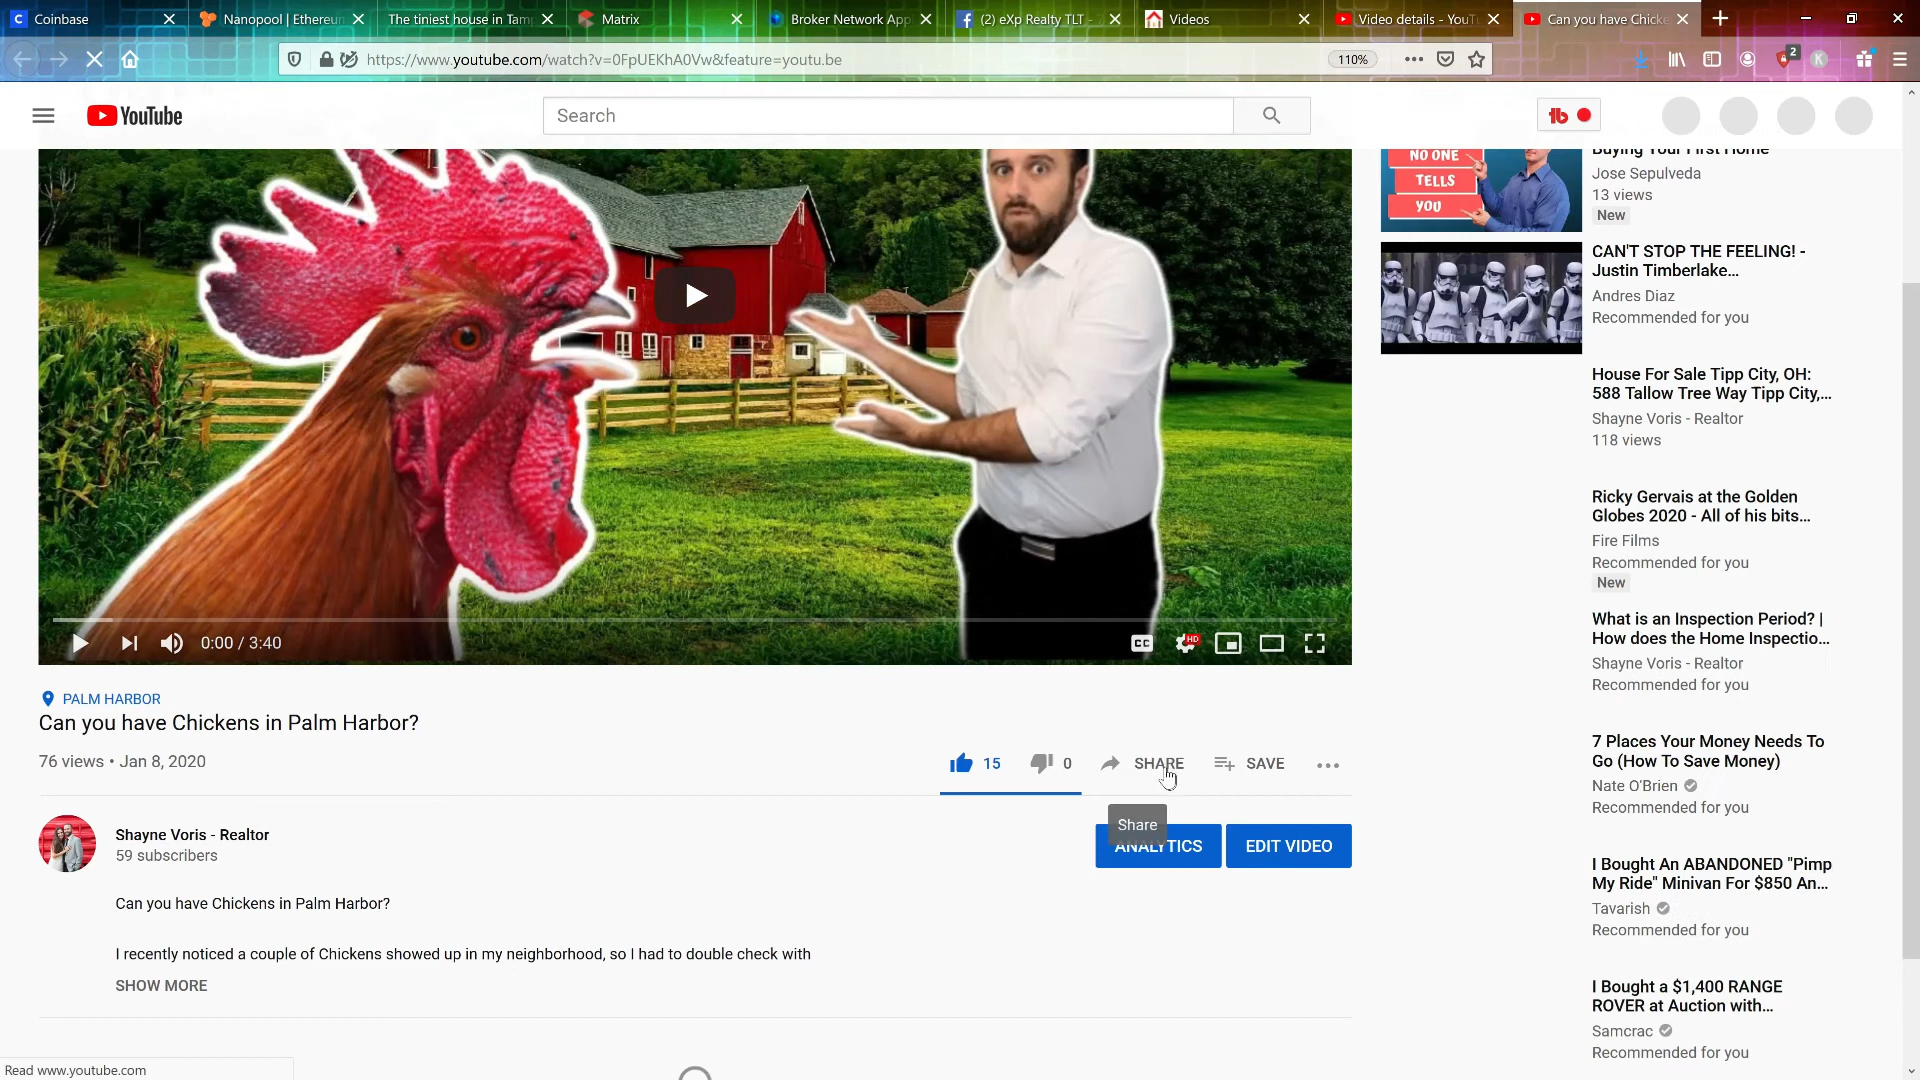 Coinbase
Nanopool | Ethereum
The tiniest house in Tam
Matrix
Broker Network App
(2) eXp Realty TLT -
Videos
Video details - YouTu
Can you have Chicke
https://www.youtube.com/watch?v=0FpUEKhA0Vw&feature=youtu.be
110%
2
K
YouTube
Search
NO ONE
TELLS
YOU
Buying Your First Home
Jose Sepulveda
13 views
New
CAN'T STOP THE FEELING! -
Justin Timberlake...
Andres Diaz
Recommended for you
House For Sale Tipp City, OH:
588 Tallow Tree Way Tipp City,...
Shayne Voris - Realtor
118 views
Ricky Gervais at the Golden
Globes 2020 - All of his bits...
Fire Films
Recommended for you
New
What is an Inspection Period? |
How does the Home Inspectio...
Shayne Voris - Realtor
Recommended for you
7 Places Your Money Needs To
Go (How To Save Money)
Nate O'Brien
Recommended for you
I Bought An ABANDONED "Pimp
My Ride" Minivan For $850 An...
Tavarish
Recommended for you
I Bought a $1,400 RANGE
ROVER at Auction with...
Samcrac
Recommended for you
0:00 / 3:40
CC
HD
PALM HARBOR
Can you have Chickens in Palm Harbor?
76 views • Jan 8, 2020
15
0
SHARE
SAVE
Share
ANALYTICS
EDIT VIDEO
Shayne Voris - Realtor
59 subscribers
Can you have Chickens in Palm Harbor?
I recently noticed a couple of Chickens showed up in my neighborhood, so I had to double check with
SHOW MORE
Read www.youtube.com